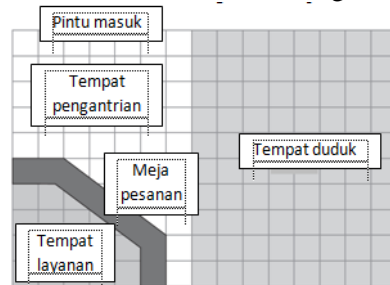 Pintu masuk
Tempat
pengantrian
Tempat duduk
Meja
pesanan
Tempat
layanan